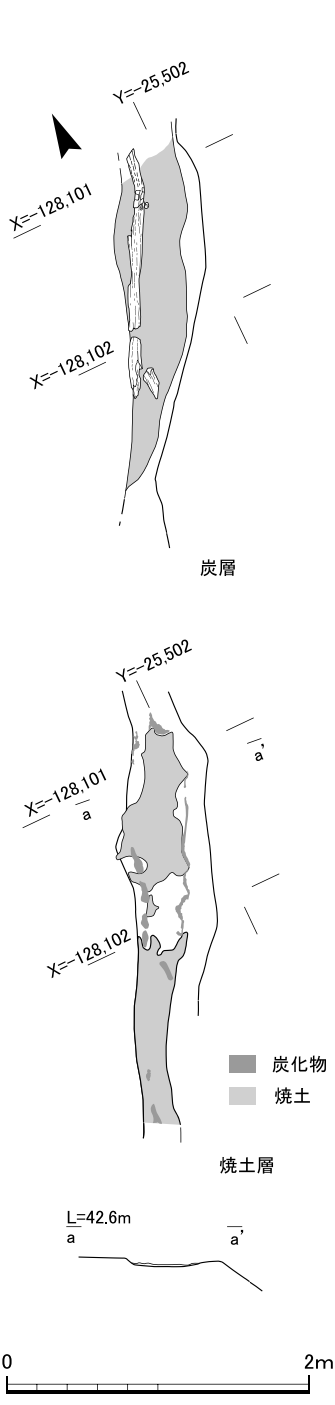 Y=-25,502
X=-128,101
X=-128,102
炭層
Y=-25,502
a'
X=-128,101
a
X=-128,102
炭化物
焼土
焼土層
L=42.6m
a
a'
0
2m